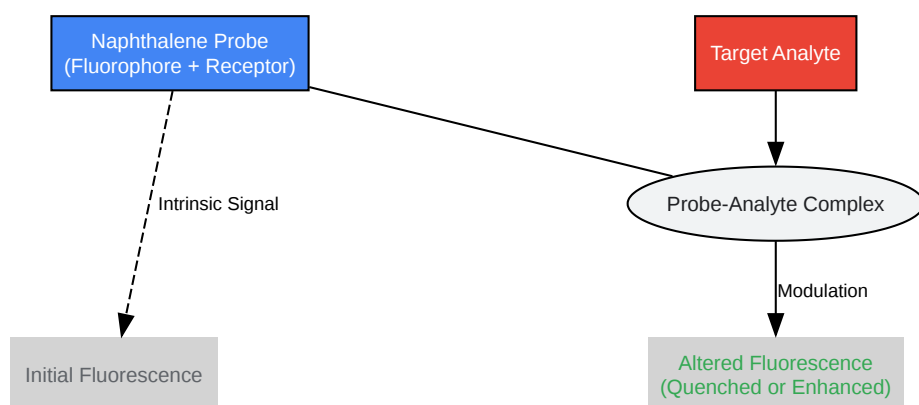 Naphthalene Probe
(Fluorophore + Receptor)
Target Analyte
Intrinsic Signal
Probe-Analyte Complex
Modulation
Initial Fluorescence
Altered Fluorescence
(Quenched or Enhanced)